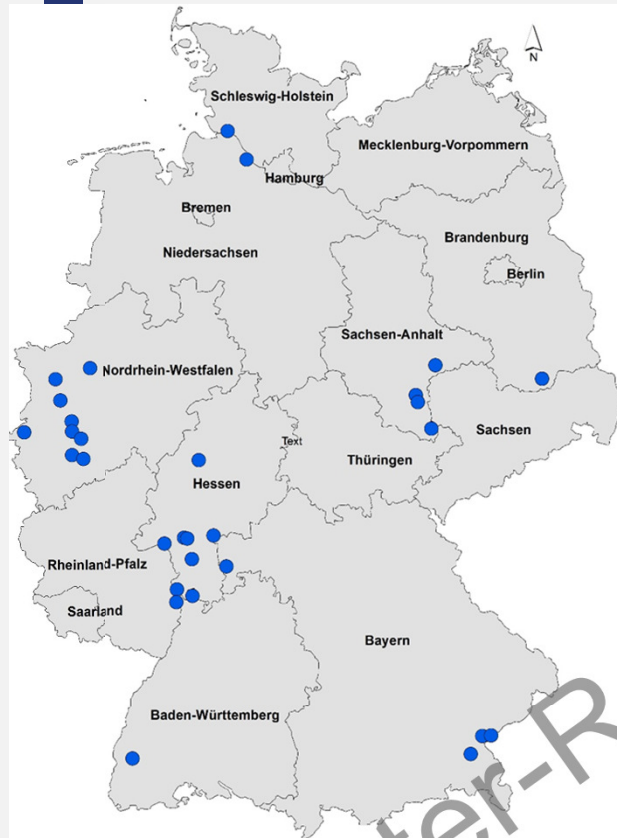 N
Schleswig-Holstein
Mecklenburg-Vorpommern
Hamburg
Bremen
Niedersachsen
Brandenburg
Berlin
Sachsen-Anhalt
Nordrhein-Westfalen
Sachsen
Text
Thüringen
Hessen
Rheinland-Pfalz
Saarland
Bayern
Baden-Württemberg
ter-R